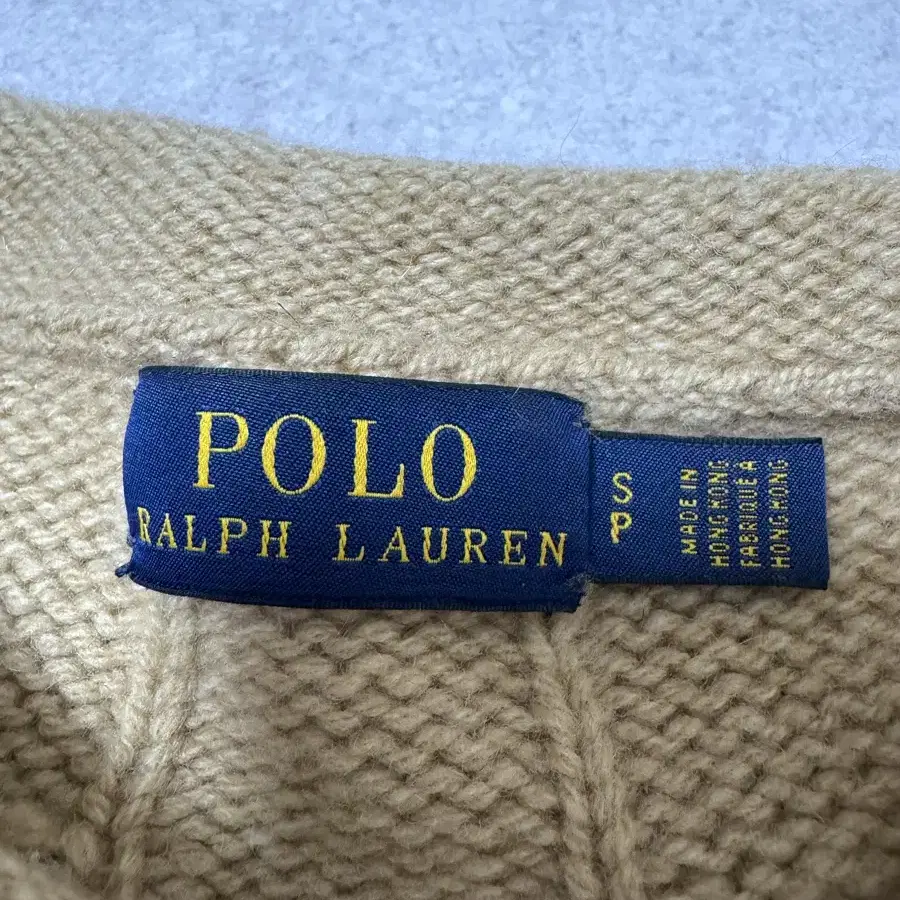 POLO
RALPH LAUREN
S
P
MADE IN
HONG KONG
FABRIQUÉ À
HONG KONG